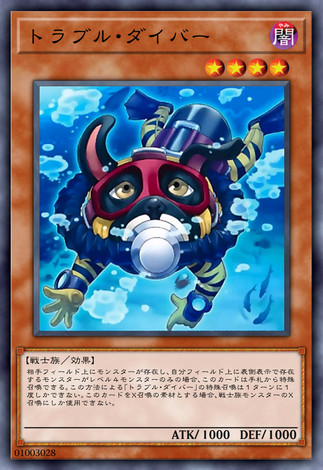 トラブル・ダイバー
やみ
闇
【戦士族／効果】
相手フィールド上にモンスターが存在し、自分フィールド上に表側表示で存在
するモンスターがレベル4モンスターのみの場合、このカードは手札から特殊
召喚できる。この方法による「トラブル・ダイバー」の特殊召喚は1ターンに1
度しかできない。このカードをX召喚の素材とする場合、戦士族モンスターのX
召喚にしか使用できない。
ATK/1000 DEF/1000
01003028